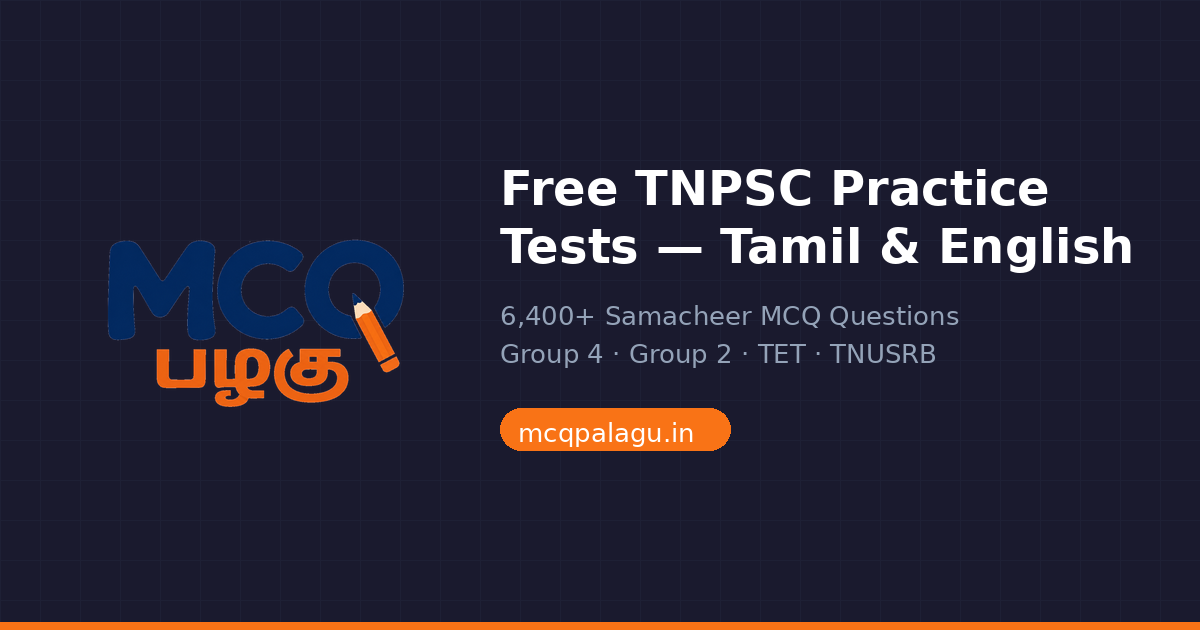 MCQ
பழகு
Free TNPSC Practice
Tests — Tamil & English
6,400+ Samacheer MCQ Questions
Group 4 · Group 2 · TET · TNUSRB
mcqpalagu.in